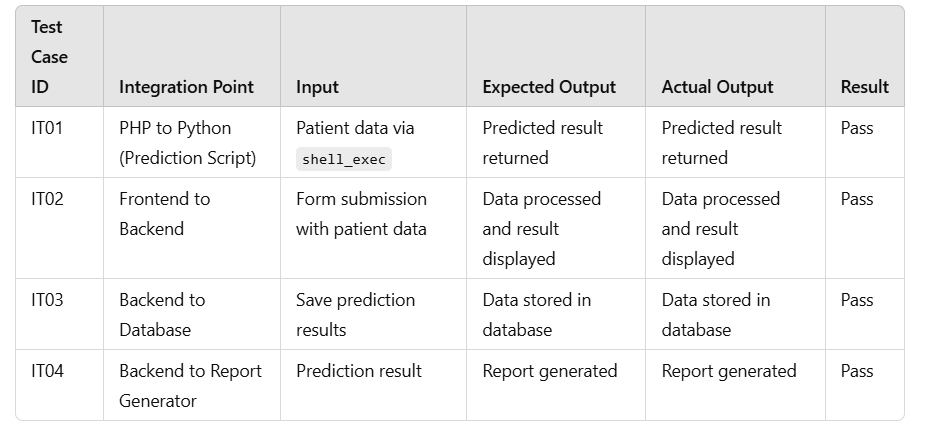 Test
Case
ID
Integration Point
Input
Expected Output
Actual Output
Result
IT01
PHP to Python
(Prediction Script)
Patient data via
shell_exec
Predicted result
returned
Predicted result
returned
Pass
IT02
Frontend to
Backend
Form submission
with patient data
Data processed
and result
displayed
Data processed
and result
displayed
Pass
IT03
Backend to
Database
Save prediction
results
Data stored in
database
Data stored in
database
Pass
IT04
Backend to Report
Generator
Prediction result
Report generated
Report generated
Pass